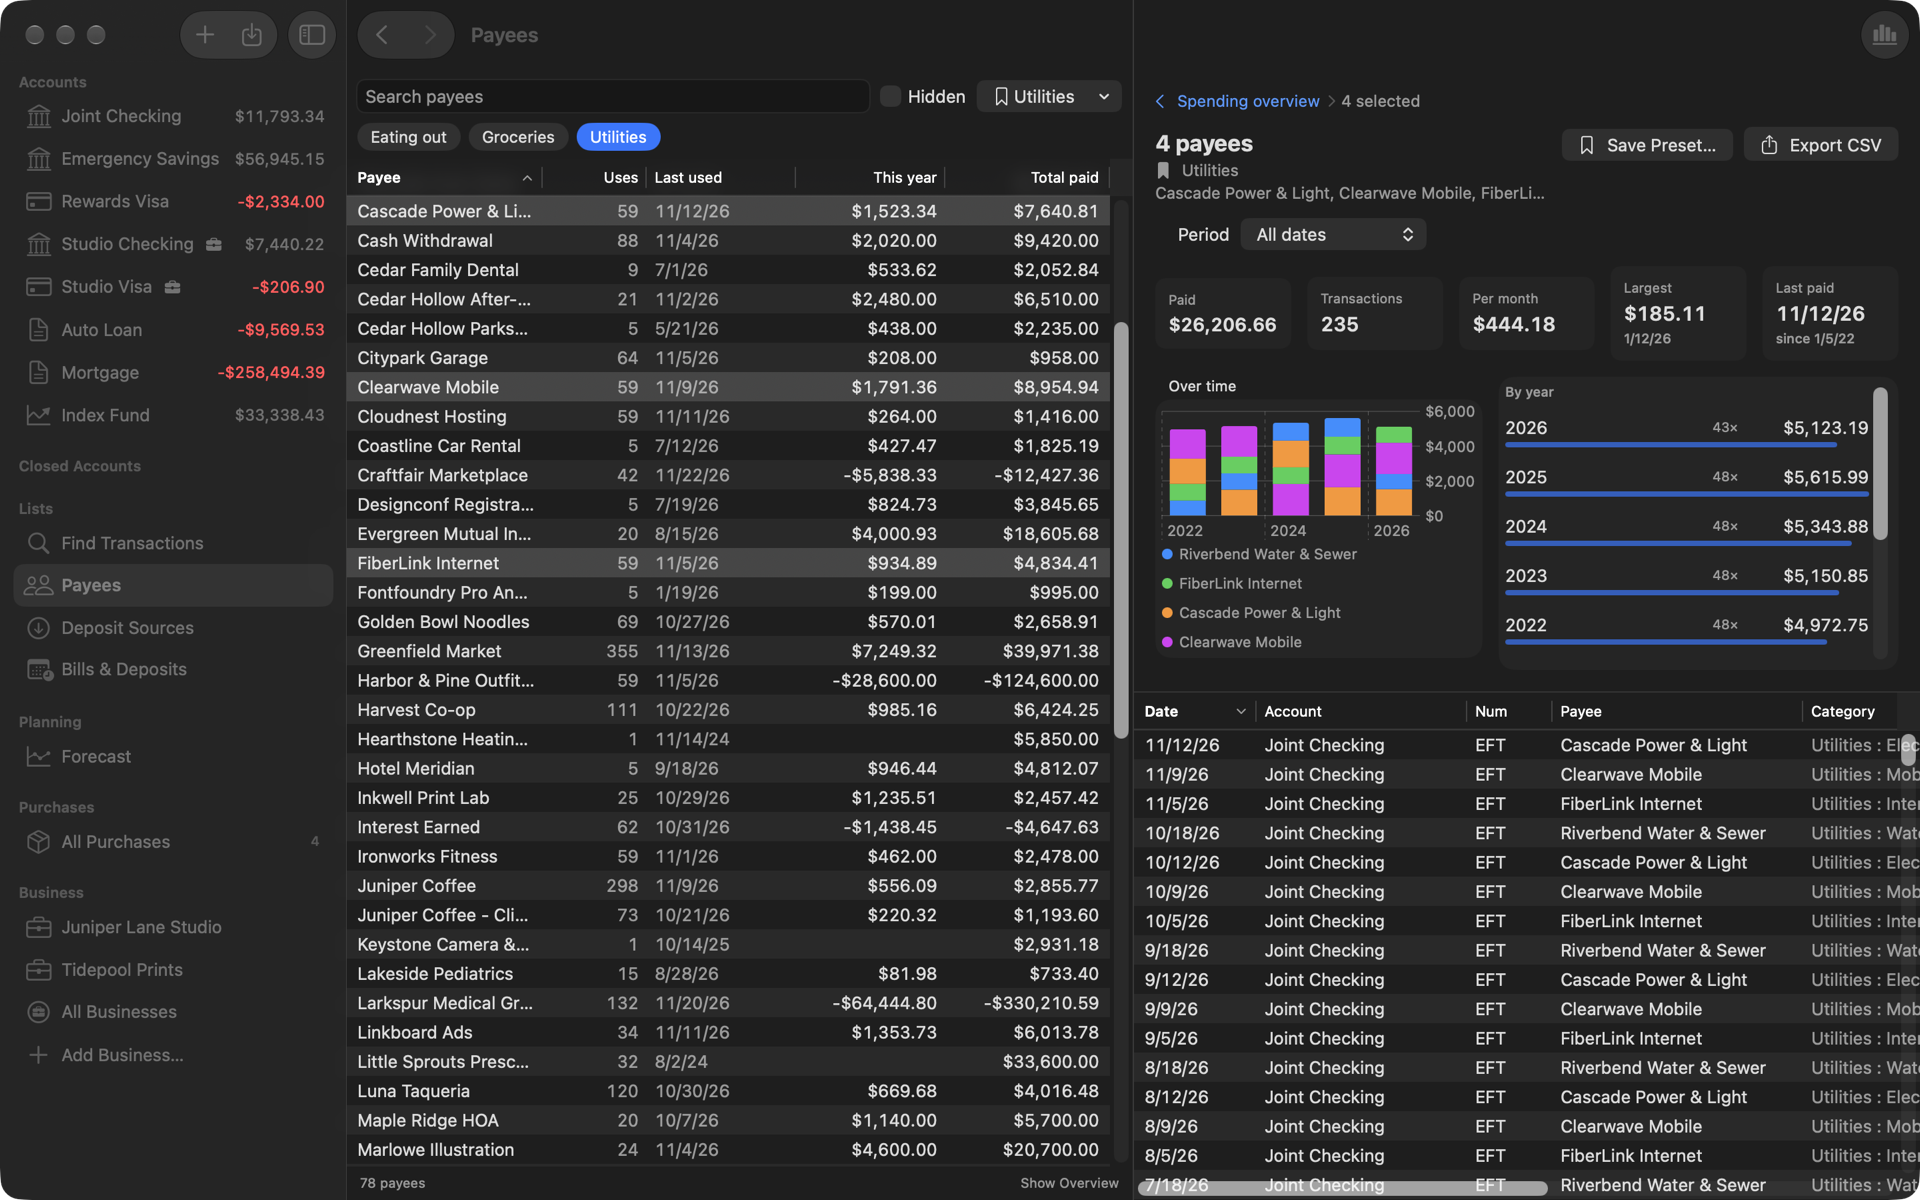 Accounts
Joint Checking $11,793.34
Emergency Savings $56,945.15
Rewards Visa -$2,334.00
Studio Checking $7,440.22
Studio Visa -$206.90
Auto Loan -$9,569.53
Mortgage -$258,494.39
Index Fund $33,338.43
Closed Accounts
Lists
Find Transactions
Payees
Deposit Sources
Bills & Deposits
Planning
Forecast
Purchases
All Purchases 4
Business
Juniper Lane Studio
Tidepool Prints
All Businesses
Add Business...
Payees
Search payees
Hidden
Utilities
Eating out Groceries Utilities
Payee Uses Last used This year Total paid
Cascade Power & Li... 59 11/12/26 $1,523.34 $7,640.81
Cash Withdrawal 88 11/4/26 $2,020.00 $9,420.00
Cedar Family Dental 9 7/1/26 $533.62 $2,052.84
Cedar Hollow After-... 21 11/2/26 $2,480.00 $6,510.00
Cedar Hollow Parks... 5 5/21/26 $438.00 $2,235.00
Citypark Garage 64 11/5/26 $208.00 $958.00
Clearwave Mobile 59 11/9/26 $1,791.36 $8,954.94
Cloudnest Hosting 59 11/11/26 $264.00 $1,416.00
Coastline Car Rental 5 7/12/26 $427.47 $1,825.19
Craftfair Marketplace 42 11/22/26 -$5,838.33 -$12,427.36
Designconf Registra... 5 7/19/26 $824.73 $3,845.65
Evergreen Mutual In... 20 8/15/26 $4,000.93 $18,605.68
FiberLink Internet 59 11/5/26 $934.89 $4,834.41
Fontfoundry Pro An... 5 1/19/26 $199.00 $995.00
Golden Bowl Noodles 69 10/27/26 $570.01 $2,658.91
Greenfield Market 355 11/13/26 $7,249.32 $39,971.38
Harbor & Pine Outfit... 59 11/5/26 -$28,600.00 -$124,600.00
Harvest Co-op 111 10/22/26 $985.16 $6,424.25
Hearthstone Heatin... 1 11/14/24 $5,850.00
Hotel Meridian 5 9/18/26 $946.44 $4,812.07
Inkwell Print Lab 25 10/29/26 $1,235.51 $2,457.42
Interest Earned 62 10/31/26 -$1,438.45 -$4,647.63
Ironworks Fitness 59 11/1/26 $462.00 $2,478.00
Juniper Coffee 298 11/9/26 $556.09 $2,855.77
Juniper Coffee - Cli... 73 10/21/26 $220.32 $1,193.60
Keystone Camera &... 1 10/14/25 $2,931.18
Lakeside Pediatrics 15 8/28/26 $81.98 $733.40
Larkspur Medical Gr... 132 11/20/26 -$64,444.80 -$330,210.59
Linkboard Ads 34 11/11/26 $1,353.73 $6,013.78
Little Sprouts Presc... 32 8/2/24 $33,600.00
Luna Taqueria 120 10/30/26 $669.68 $4,016.48
Maple Ridge HOA 20 10/7/26 $1,140.00 $5,700.00
Marlowe Illustration 24 11/4/26 $4,600.00 $20,700.00
78 payees Show Overview
Spending overview 4 selected
4 payees
Save Preset...
Export CSV
Utilities
Cascade Power & Light, Clearwave Mobile, FiberLi...
Period All dates
Paid
$26,206.66
Transactions
235
Per month
$444.18
Largest
$185.11
1/12/26
Last paid
11/12/26
since 1/5/22
Over time
$6,000
$4,000
$2,000
$0
2022 2024 2026
Riverbend Water & Sewer
FiberLink Internet
Cascade Power & Light
Clearwave Mobile
By year
2026 43× $5,123.19
2025 48× $5,615.99
2024 48× $5,343.88
2023 48× $5,150.85
2022 48× $4,972.75
Date Account Num Payee Category
11/12/26 Joint Checking EFT Cascade Power & Light Utilities : Elec
11/9/26 Joint Checking EFT Clearwave Mobile Utilities : Mob
11/5/26 Joint Checking EFT FiberLink Internet Utilities : Inter
10/18/26 Joint Checking EFT Riverbend Water & Sewer Utilities : Wat
10/12/26 Joint Checking EFT Cascade Power & Light Utilities : Elec
10/9/26 Joint Checking EFT Clearwave Mobile Utilities : Mob
10/5/26 Joint Checking EFT FiberLink Internet Utilities : Inter
9/18/26 Joint Checking EFT Riverbend Water & Sewer Utilities : Wat
9/12/26 Joint Checking EFT Cascade Power & Light Utilities : Elec
9/9/26 Joint Checking EFT Clearwave Mobile Utilities : Mob
9/5/26 Joint Checking EFT FiberLink Internet Utilities : Inter
8/18/26 Joint Checking EFT Riverbend Water & Sewer Utilities : Wat
8/12/26 Joint Checking EFT Cascade Power & Light Utilities : Elec
8/9/26 Joint Checking EFT Clearwave Mobile Utilities : Mob
8/5/26 Joint Checking EFT FiberLink Internet Utilities : Inter
7/18/26 Joint Checking EFT Riverbend Water & Sewer Utilities : Wat